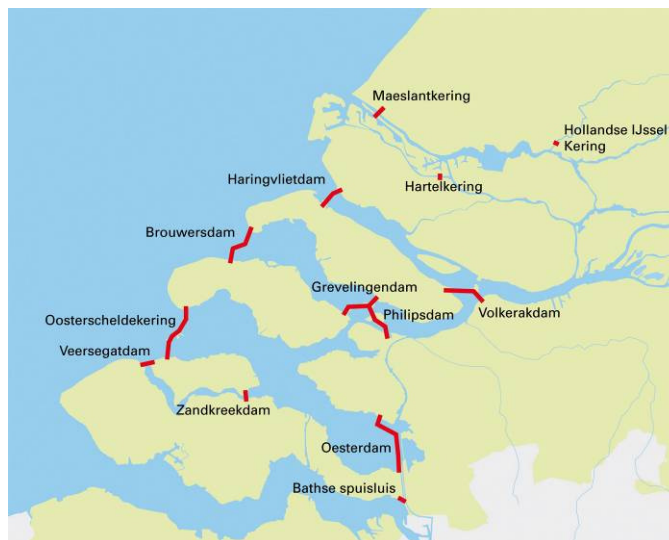 Maeslantkering
Hollandse IJssel
Kering
Hartelkering
Haringvlietdam
Brouwersdam
Grevelingendam
Philipsdam
Volkerakdam
Oosterscheldekering
Veersegatdam
Zandkreekdam
Oesterdam
Bathse spuisluis